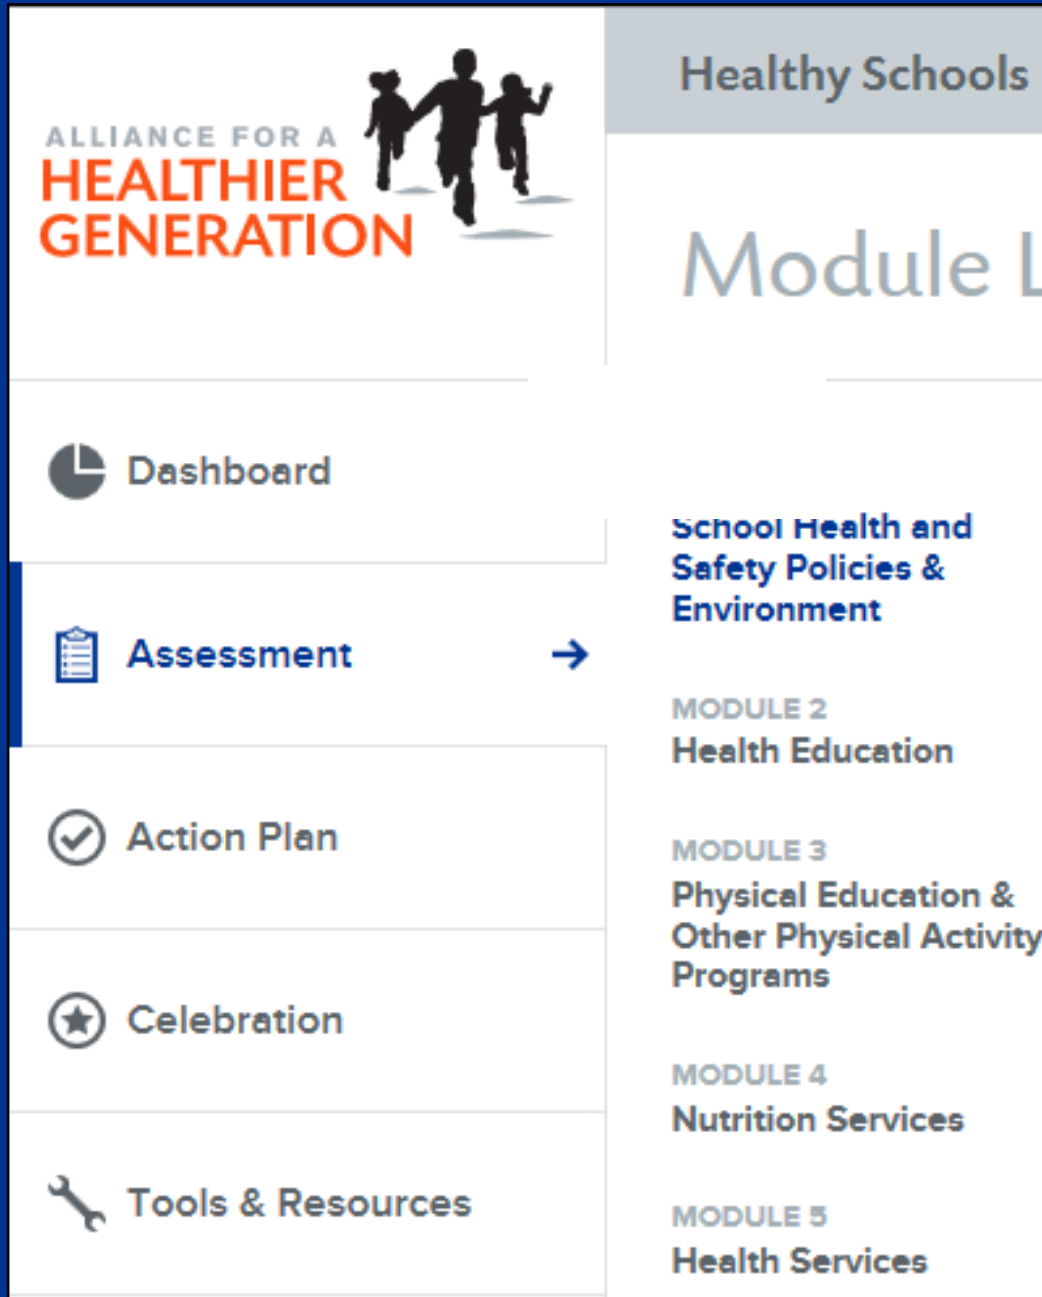 ALLIANCE FOR A
HEALTHIER
GENERATION
Healthy Schools
Module L
Dashboard
Assessment
Action Plan
Celebration
Tools & Resources
School Health and
Safety Policies &
Environment
MODULE 2
Health Education
MODULE 3
Physical Education &
Other Physical Activity
Programs
MODULE 4
Nutrition Services
MODULE 5
Health Services